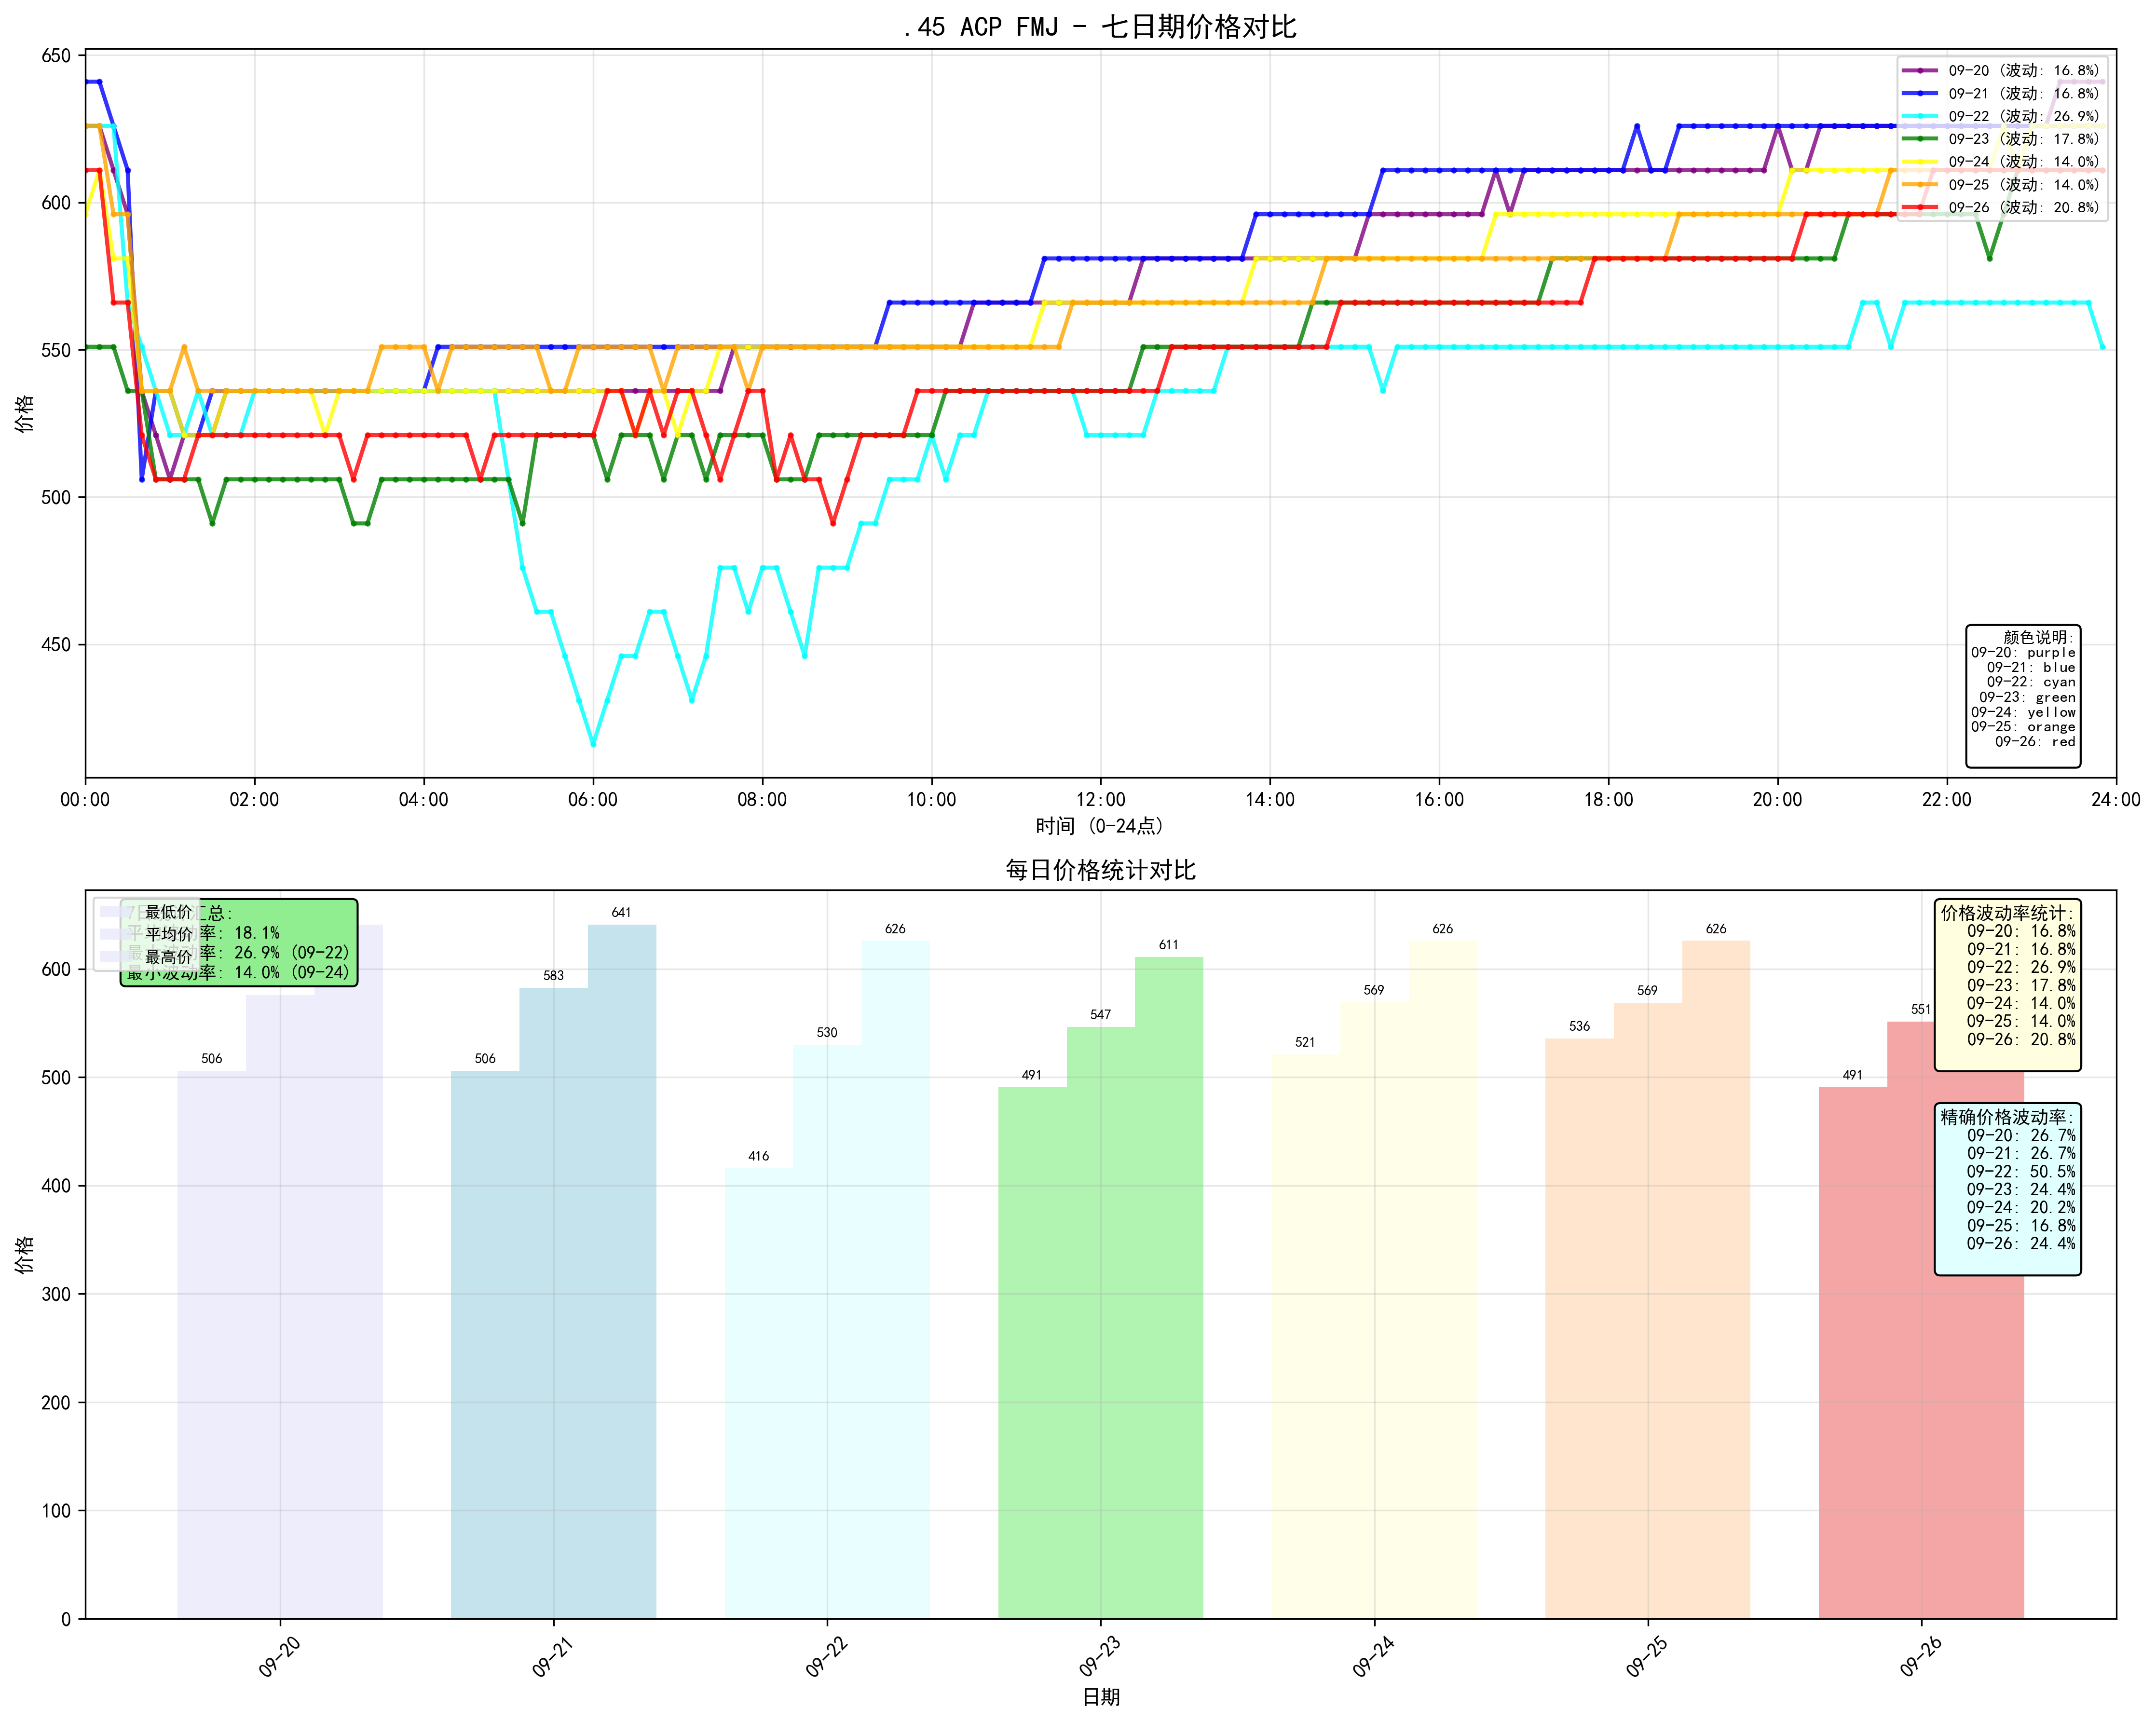 .45 ACP FMJ - 七日期价格对比
650
600
550
500
450
价格
09-20 (波动: 16.8%)
09-21 (波动: 16.8%)
09-22 (波动: 26.9%)
09-23 (波动: 17.8%)
09-24 (波动: 14.0%)
09-25 (波动: 14.0%)
09-26 (波动: 20.8%)
颜色说明:
09-20: purple
09-21: blue
09-22: cyan
09-23: green
09-24: yellow
09-25: orange
09-26: red
00:00 02:00 04:00 06:00 08:00 10:00 12:00 14:00 16:00 18:00 20:00 22:00 24:00
时间 (0-24点)
每日价格统计对比
600
500
400
300
200
100
0
价格
最低价
平均价
最高价
汇总:
率: 18.1%
率: 26.9% (09-22)
最小波动率: 14.0% (09-24)
506
506 583 641
416 530 626
491 547 611
521 569 626
536 569 626
491 551
价格波动率统计:
09-20: 16.8%
09-21: 16.8%
09-22: 26.9%
09-23: 17.8%
09-24: 14.0%
09-25: 14.0%
09-26: 20.8%
精确价格波动率:
09-20: 26.7%
09-21: 26.7%
09-22: 50.5%
09-23: 24.4%
09-24: 20.2%
09-25: 16.8%
09-26: 24.4%
09-20 09-21 09-22 09-23 09-24 09-25 09-26
日期